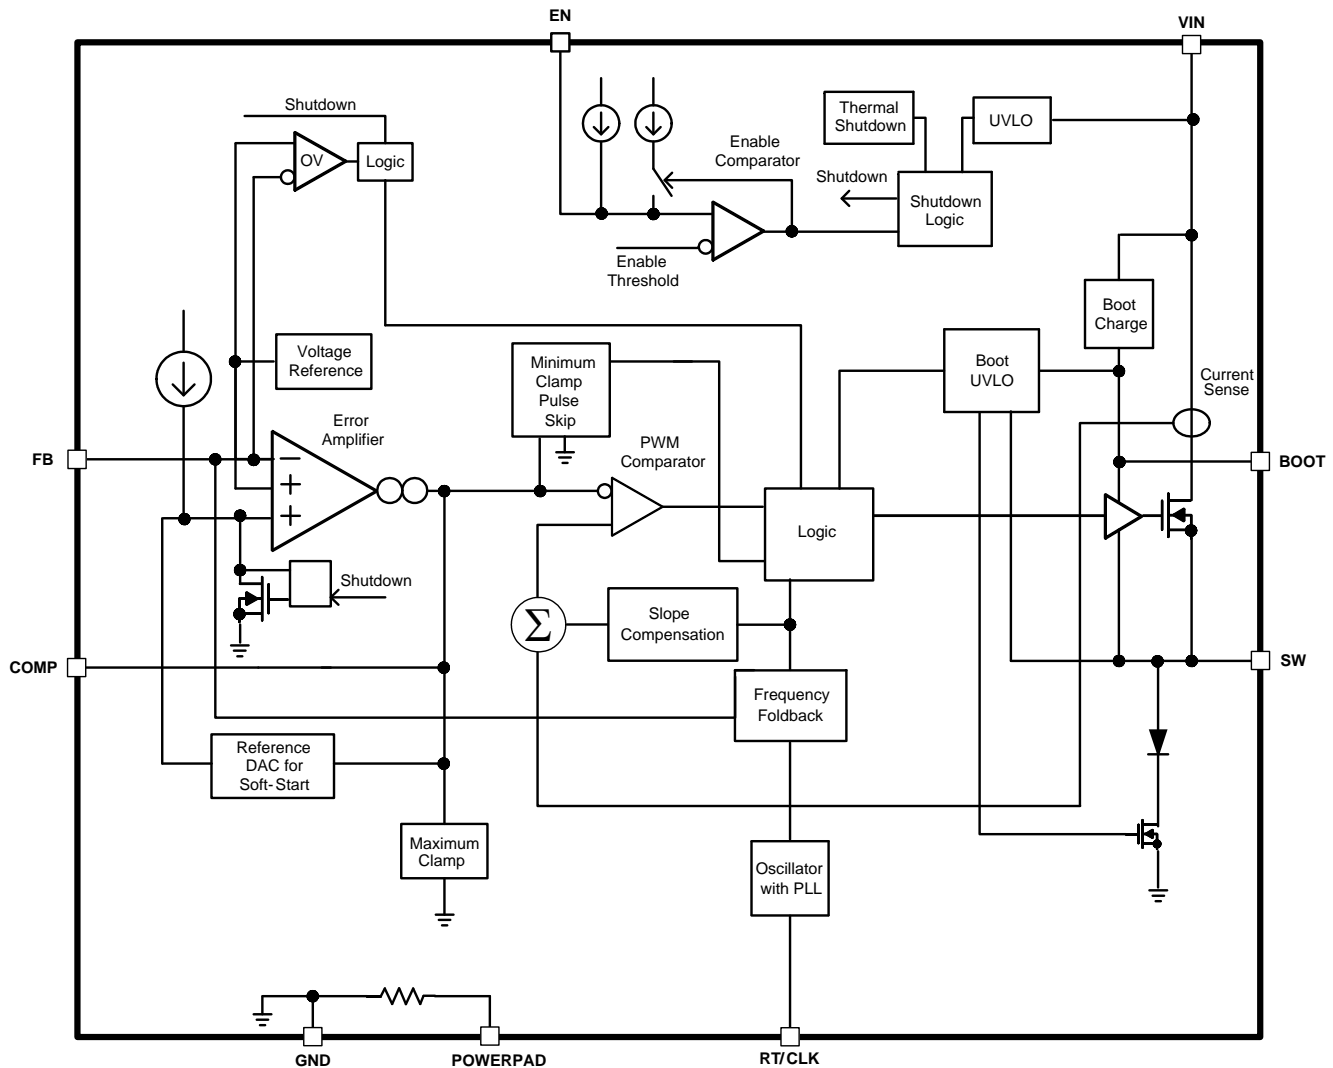 EN
VIN
Shutdown
OV
Logic
Thermal
Shutdown
UVLO
Enable
Comparator
Shutdown
Shutdown
Logic
Enable
Threshold
Boot
Charge
Voltage
Reference
Minimum
Clamp
Pulse
Skip
Boot
UVLO
Current
Sense
Error
Amplifier
PWM
Comparator
FB
BOOT
−
+
+
Logic
Shutdown
Σ
Slope
Compensation
COMP
SW
Frequency
Foldback
Reference
DAC for
Soft-Start
Maximum
Clamp
Oscillator
with PLL
GND
POWERPAD
RT/CLK